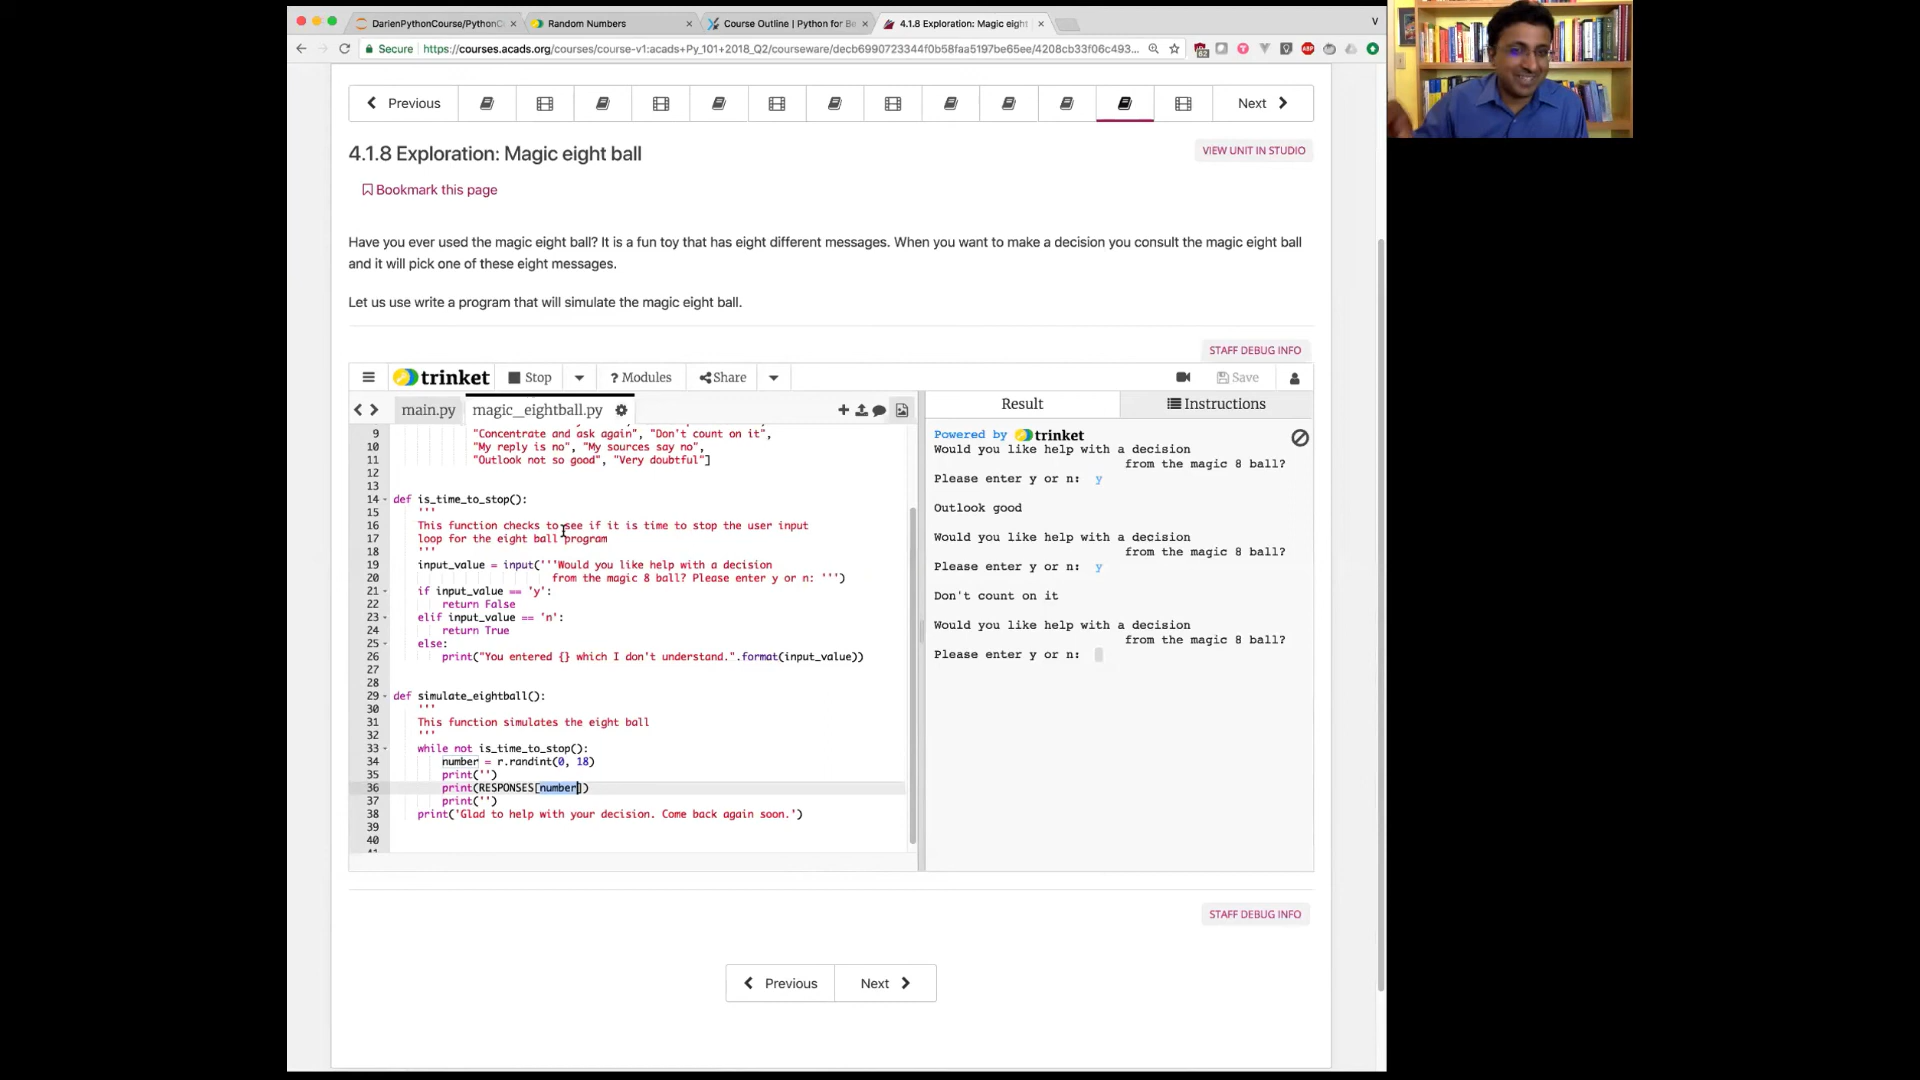 DarienPythonCourse/PythonC
Random Numbers
Course Outline | Python for Be
4.1.8 Exploration: Magic eight
Secure
https://courses.acads.org/courses/course-v1:acads+Py_101+2018_Q2/courseware/decb6990723344f0b58faa5197be65ee/4208cb33f06c493...
Previous
Next
4.1.8 Exploration: Magic eight ball
VIEW UNIT IN STUDIO
Bookmark this page
Have you ever used the magic eight ball? It is a fun toy that has eight different messages. When you want to make a decision you consult the magic eight ball
and it will pick one of these eight messages.
Let us use write a program that will simulate the magic eight ball.
STAFF DEBUG INFO
trinket
Stop
? Modules
Share
Save
main.py
magic_eightball.py
9 "Concentrate and ask again", "Don't count on it",
10 "My reply is no", "My sources say no",
11 "Outlook not so good", "Very doubtful"]
12
13
14 def is_time_to_stop():
15 '''
16 This function checks to see if it is time to stop the user input
17 loop for the eight ball program
18 '''
19 input_value = input('''Would you like help with a decision
20 from the magic 8 ball? Please enter y or n: ''')
21 if input_value == 'y':
22 return False
23 elif input_value == 'n':
24 return True
25 else:
26 print("You entered {} which I don't understand.".format(input_value))
27
28
29 def simulate_eightball():
30 '''
31 This function simulates the eight ball
32 '''
33 while not is_time_to_stop():
34 number = r.randint(0, 18)
35 print('')
36 print(RESPONSES[number])
37 print('')
38 print('Glad to help with your decision. Come back again soon.')
39
40
Result
Instructions
Powered by trinket
Would you like help with a decision
from the magic 8 ball?
Please enter y or n: y
Outlook good
Would you like help with a decision
from the magic 8 ball?
Please enter y or n: y
Don't count on it
Would you like help with a decision
from the magic 8 ball?
Please enter y or n:
STAFF DEBUG INFO
Previous
Next